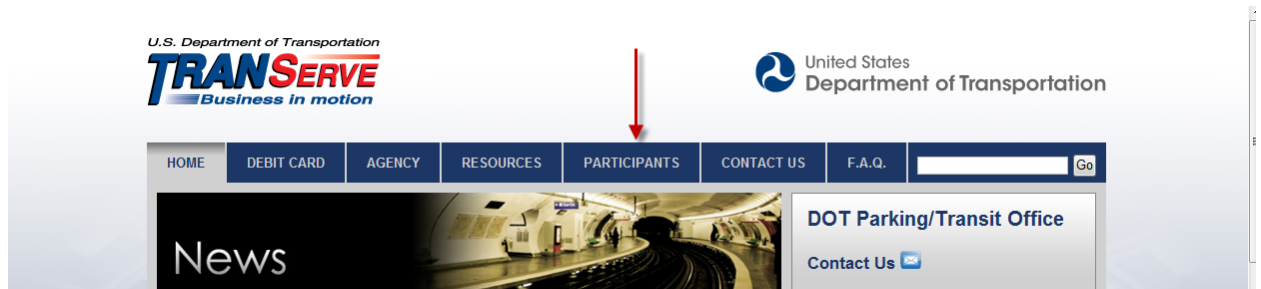 U.S. Department of Transportation
TRANSERVE
Business in motion
United States
Department of Transportation
HOME DEBIT CARD AGENCY RESOURCES PARTICIPANTS CONTACT US F.A.Q. Go
News
DOT Parking/Transit Office
Contact Us